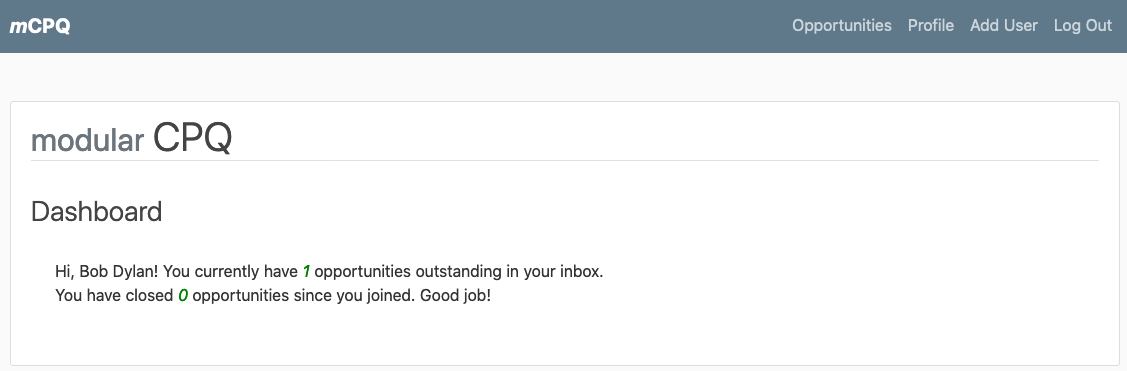 mCPQ Opportunities Profile Add User Log Out
modular CPQ
Dashboard
Hi, Bob Dylan! You currently have 1 opportunities outstanding in your inbox.
You have closed 0 opportunities since you joined. Good job!